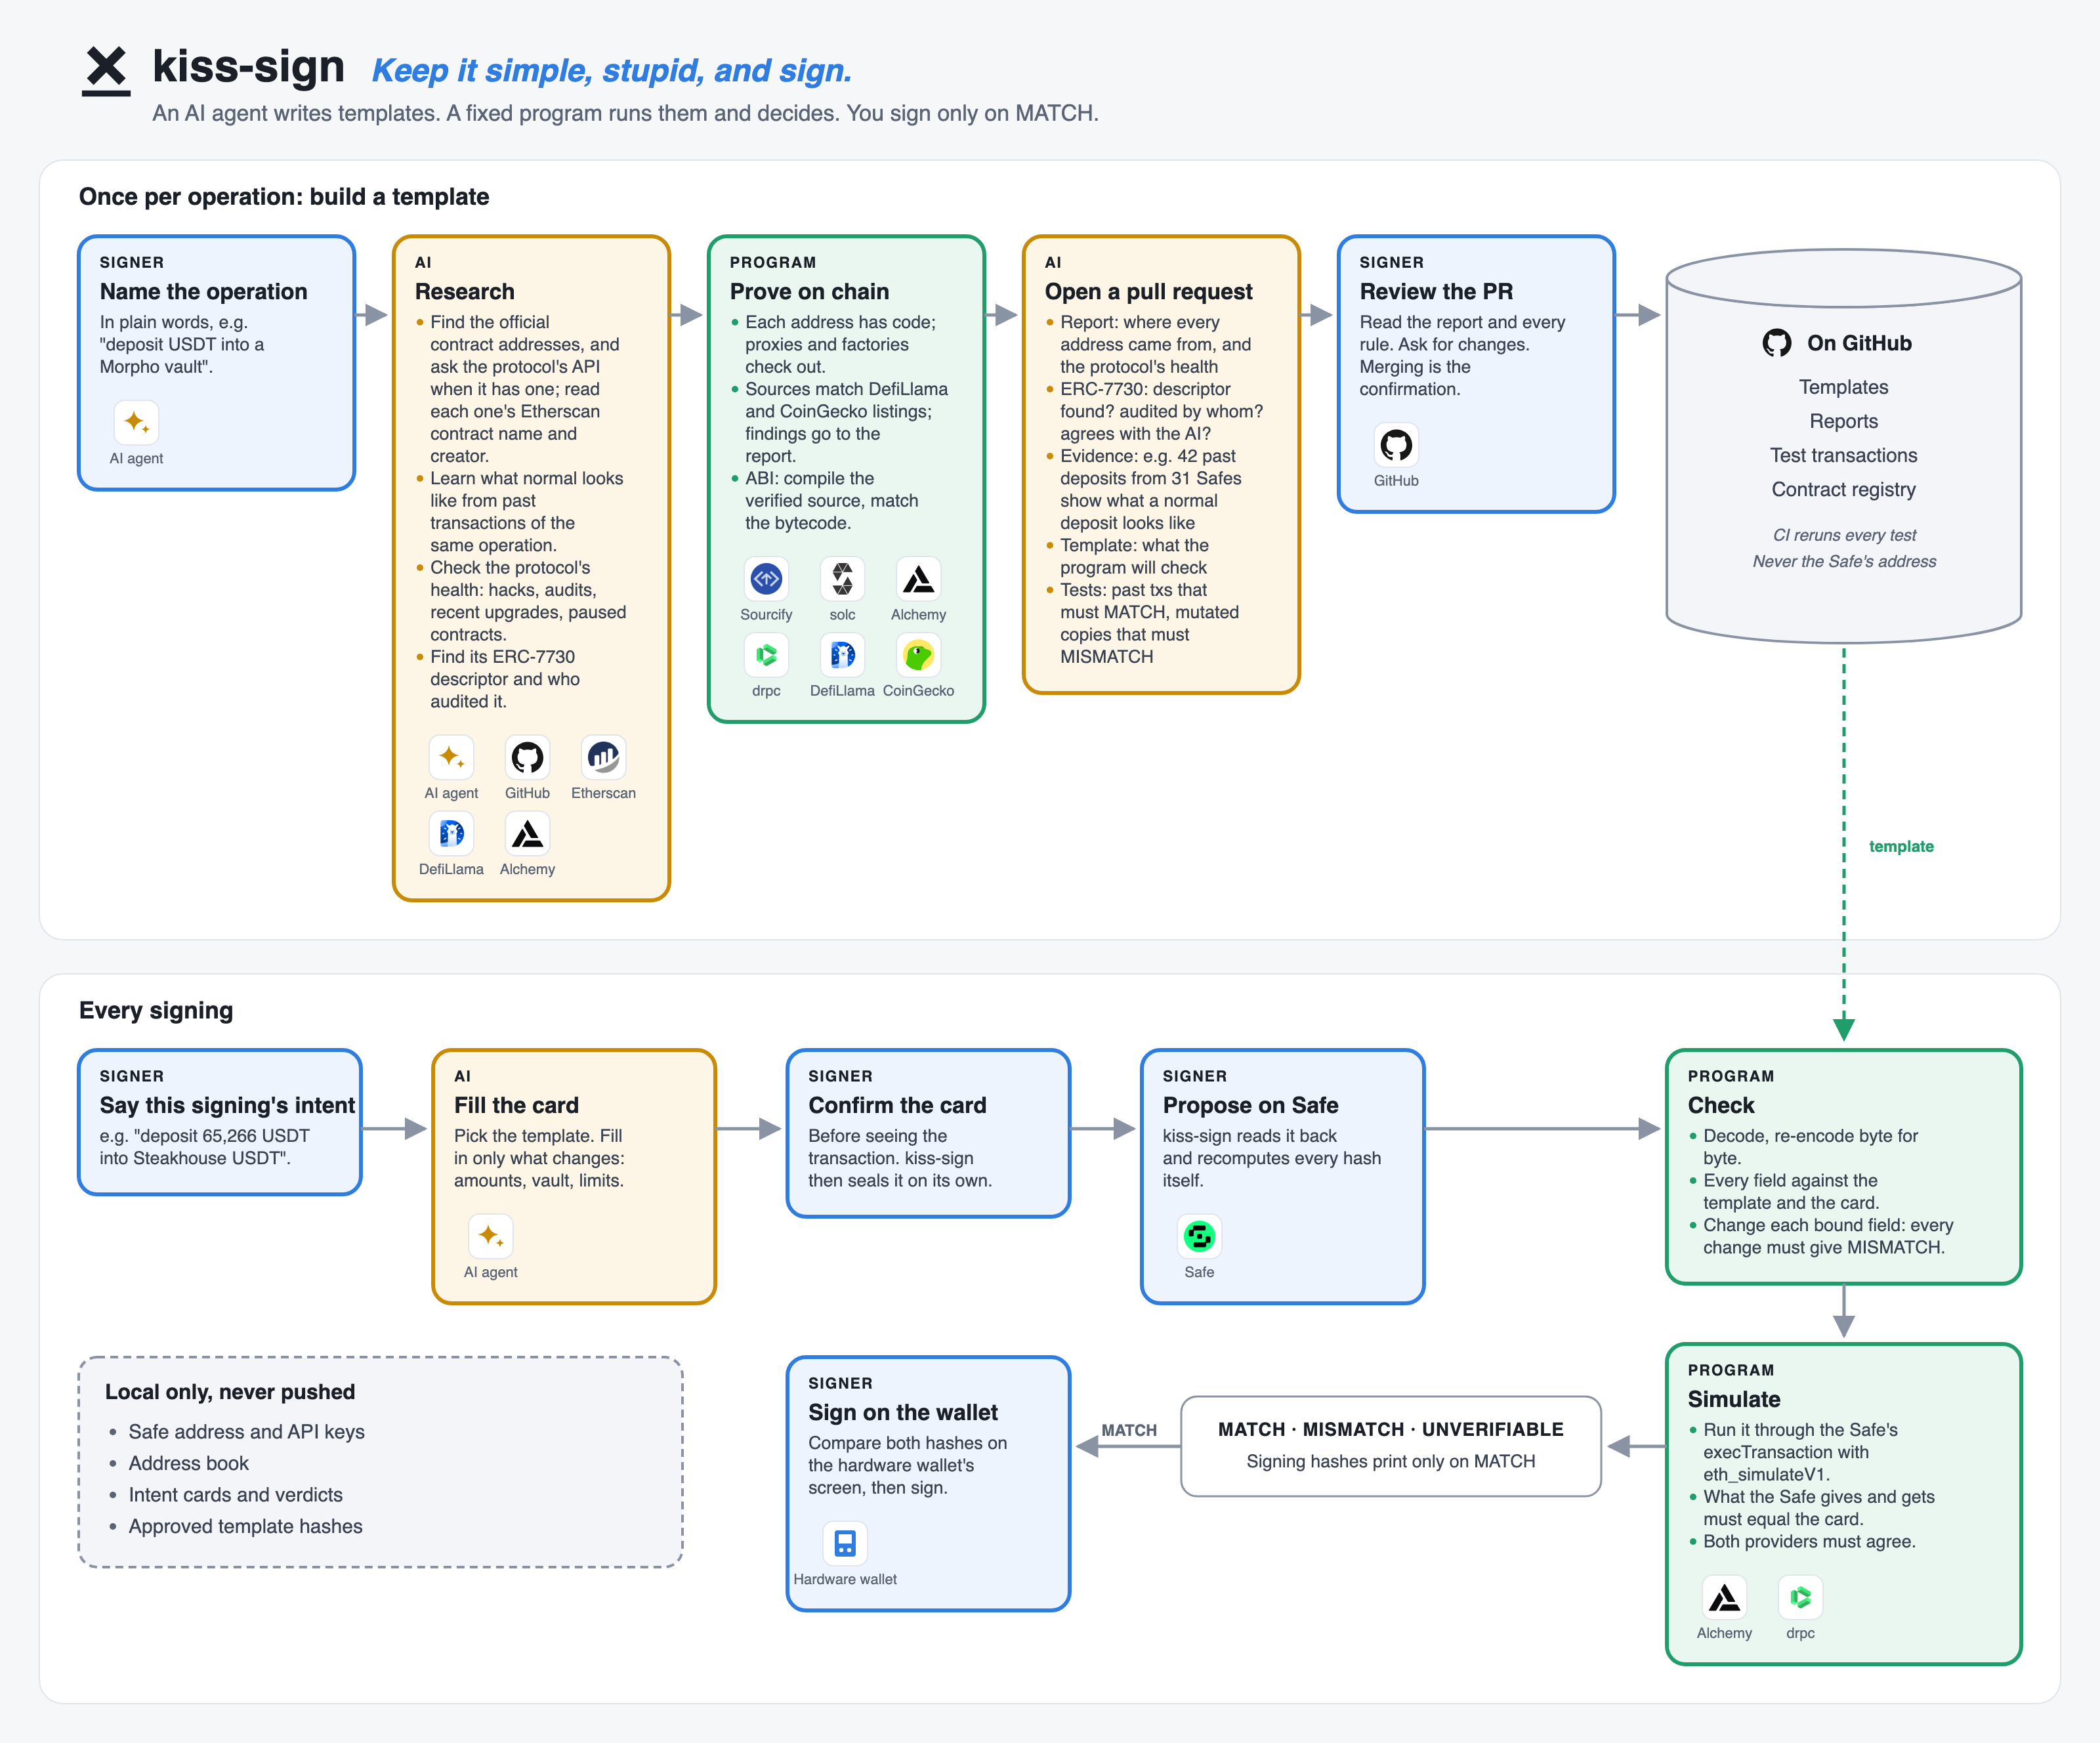 kiss-sign
Keep it simple, stupid, and sign.
An AI agent writes templates. A fixed program runs them and decides. You sign only on MATCH.
Once per operation: build a template
SIGNER
Name the operation
In plain words, e.g.
"deposit USDT into a
Morpho vault".
AI agent
AI
Research
• Find the official
contract addresses, and
ask the protocol's API
when it has one; read
each one's Etherscan
contract name and
creator.
• Learn what normal looks
like from past
transactions of the
same operation.
• Check the protocol's
health: hacks, audits,
recent upgrades, paused
contracts.
• Find its ERC-7730
descriptor and who
audited it.
AI agent
GitHub
Etherscan
DefiLlama
Alchemy
PROGRAM
Prove on chain
• Each address has code;
proxies and factories
check out.
• Sources match DefiLlama
and CoinGecko listings;
findings go to the
report.
• ABI: compile the
verified source, match
the bytecode.
Sourcify
solc
Alchemy
drpc
DefiLlama
CoinGecko
AI
Open a pull request
• Report: where every
address came from, and
the protocol's health
• ERC-7730: descriptor
found? audited by whom?
agrees with the AI?
• Evidence: e.g. 42 past
deposits from 31 Safes
show what a normal
deposit looks like
• Template: what the
program will check
• Tests: past txs that
must MATCH, mutated
copies that must
MISMATCH
SIGNER
Review the PR
Read the report and every
rule. Ask for changes.
Merging is the
confirmation.
GitHub
On GitHub
Templates
Reports
Test transactions
Contract registry
CI reruns every test
Never the Safe's address
template
Every signing
SIGNER
Say this signing's intent
e.g. "deposit 65,266 USDT
into Steakhouse USDT".
AI
Fill the card
Pick the template. Fill
in only what changes:
amounts, vault, limits.
AI agent
SIGNER
Confirm the card
Before seeing the
transaction. kiss-sign
then seals it on its own.
SIGNER
Propose on Safe
kiss-sign reads it back
and recomputes every hash
itself.
Safe
PROGRAM
Check
• Decode, re-encode byte for
byte.
• Every field against the
template and the card.
• Change each bound field: every
change must give MISMATCH.
PROGRAM
Simulate
• Run it through the Safe's
execTransaction with
eth_simulateV1.
• What the Safe gives and gets
must equal the card.
• Both providers must agree.
Alchemy
drpc
MATCH · MISMATCH · UNVERIFIABLE
Signing hashes print only on MATCH
MATCH
SIGNER
Sign on the wallet
Compare both hashes on
the hardware wallet's
screen, then sign.
Hardware wallet
Local only, never pushed
• Safe address and API keys
• Address book
• Intent cards and verdicts
• Approved template hashes